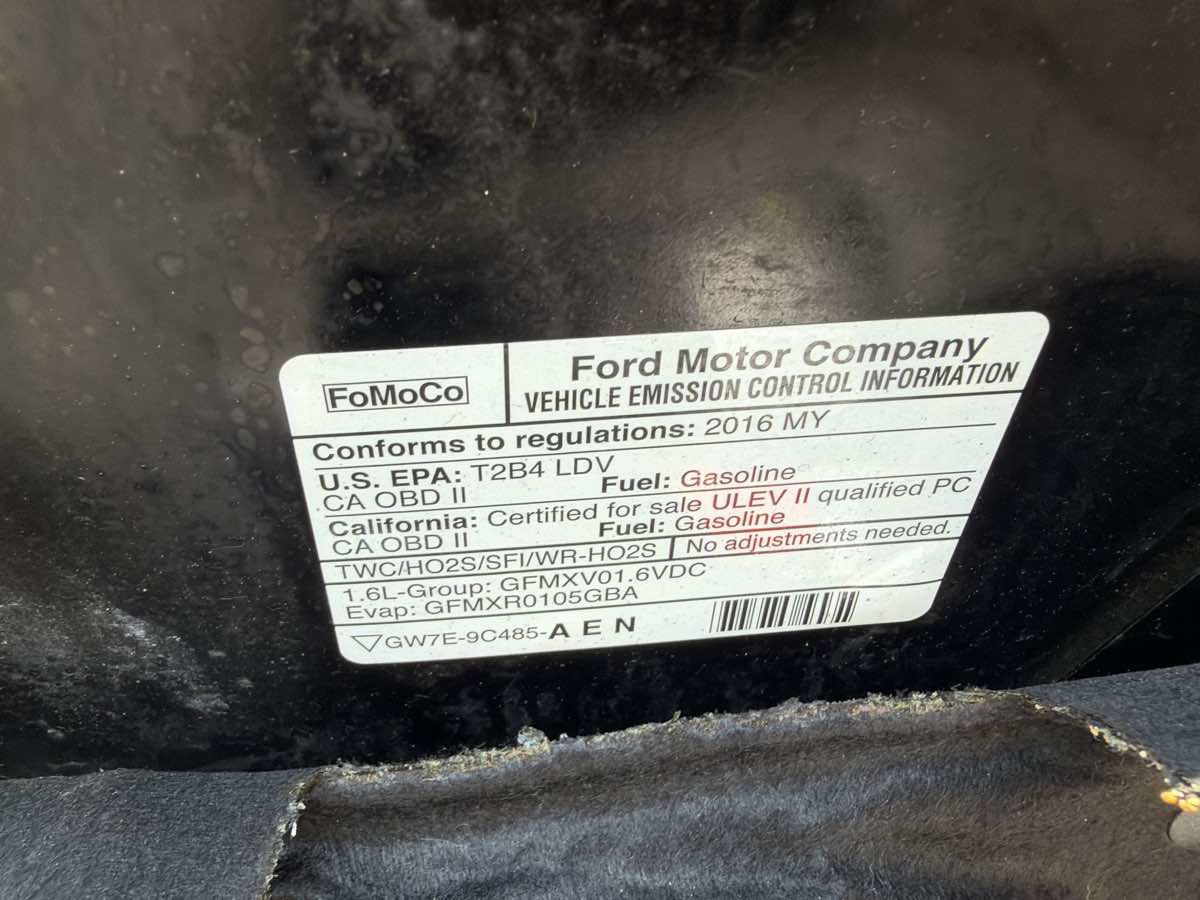 FoMoCo
Ford Motor Company
VEHICLE EMISSION CONTROL INFORMATION
Conforms to regulations: 2016 MY
U.S. EPA: T2B4 LDV
CA OBD II Fuel: Gasoline
California: Certified for sale ULEV II qualified PC
CA OBD II Fuel: Gasoline
TWC/HO2S/SFI/WR-HO2S No adjustments needed.
1.6L-Group: GFMXV01.6VDC
Evap: GFMXR0105GBA
GW7E-9C485-A E N